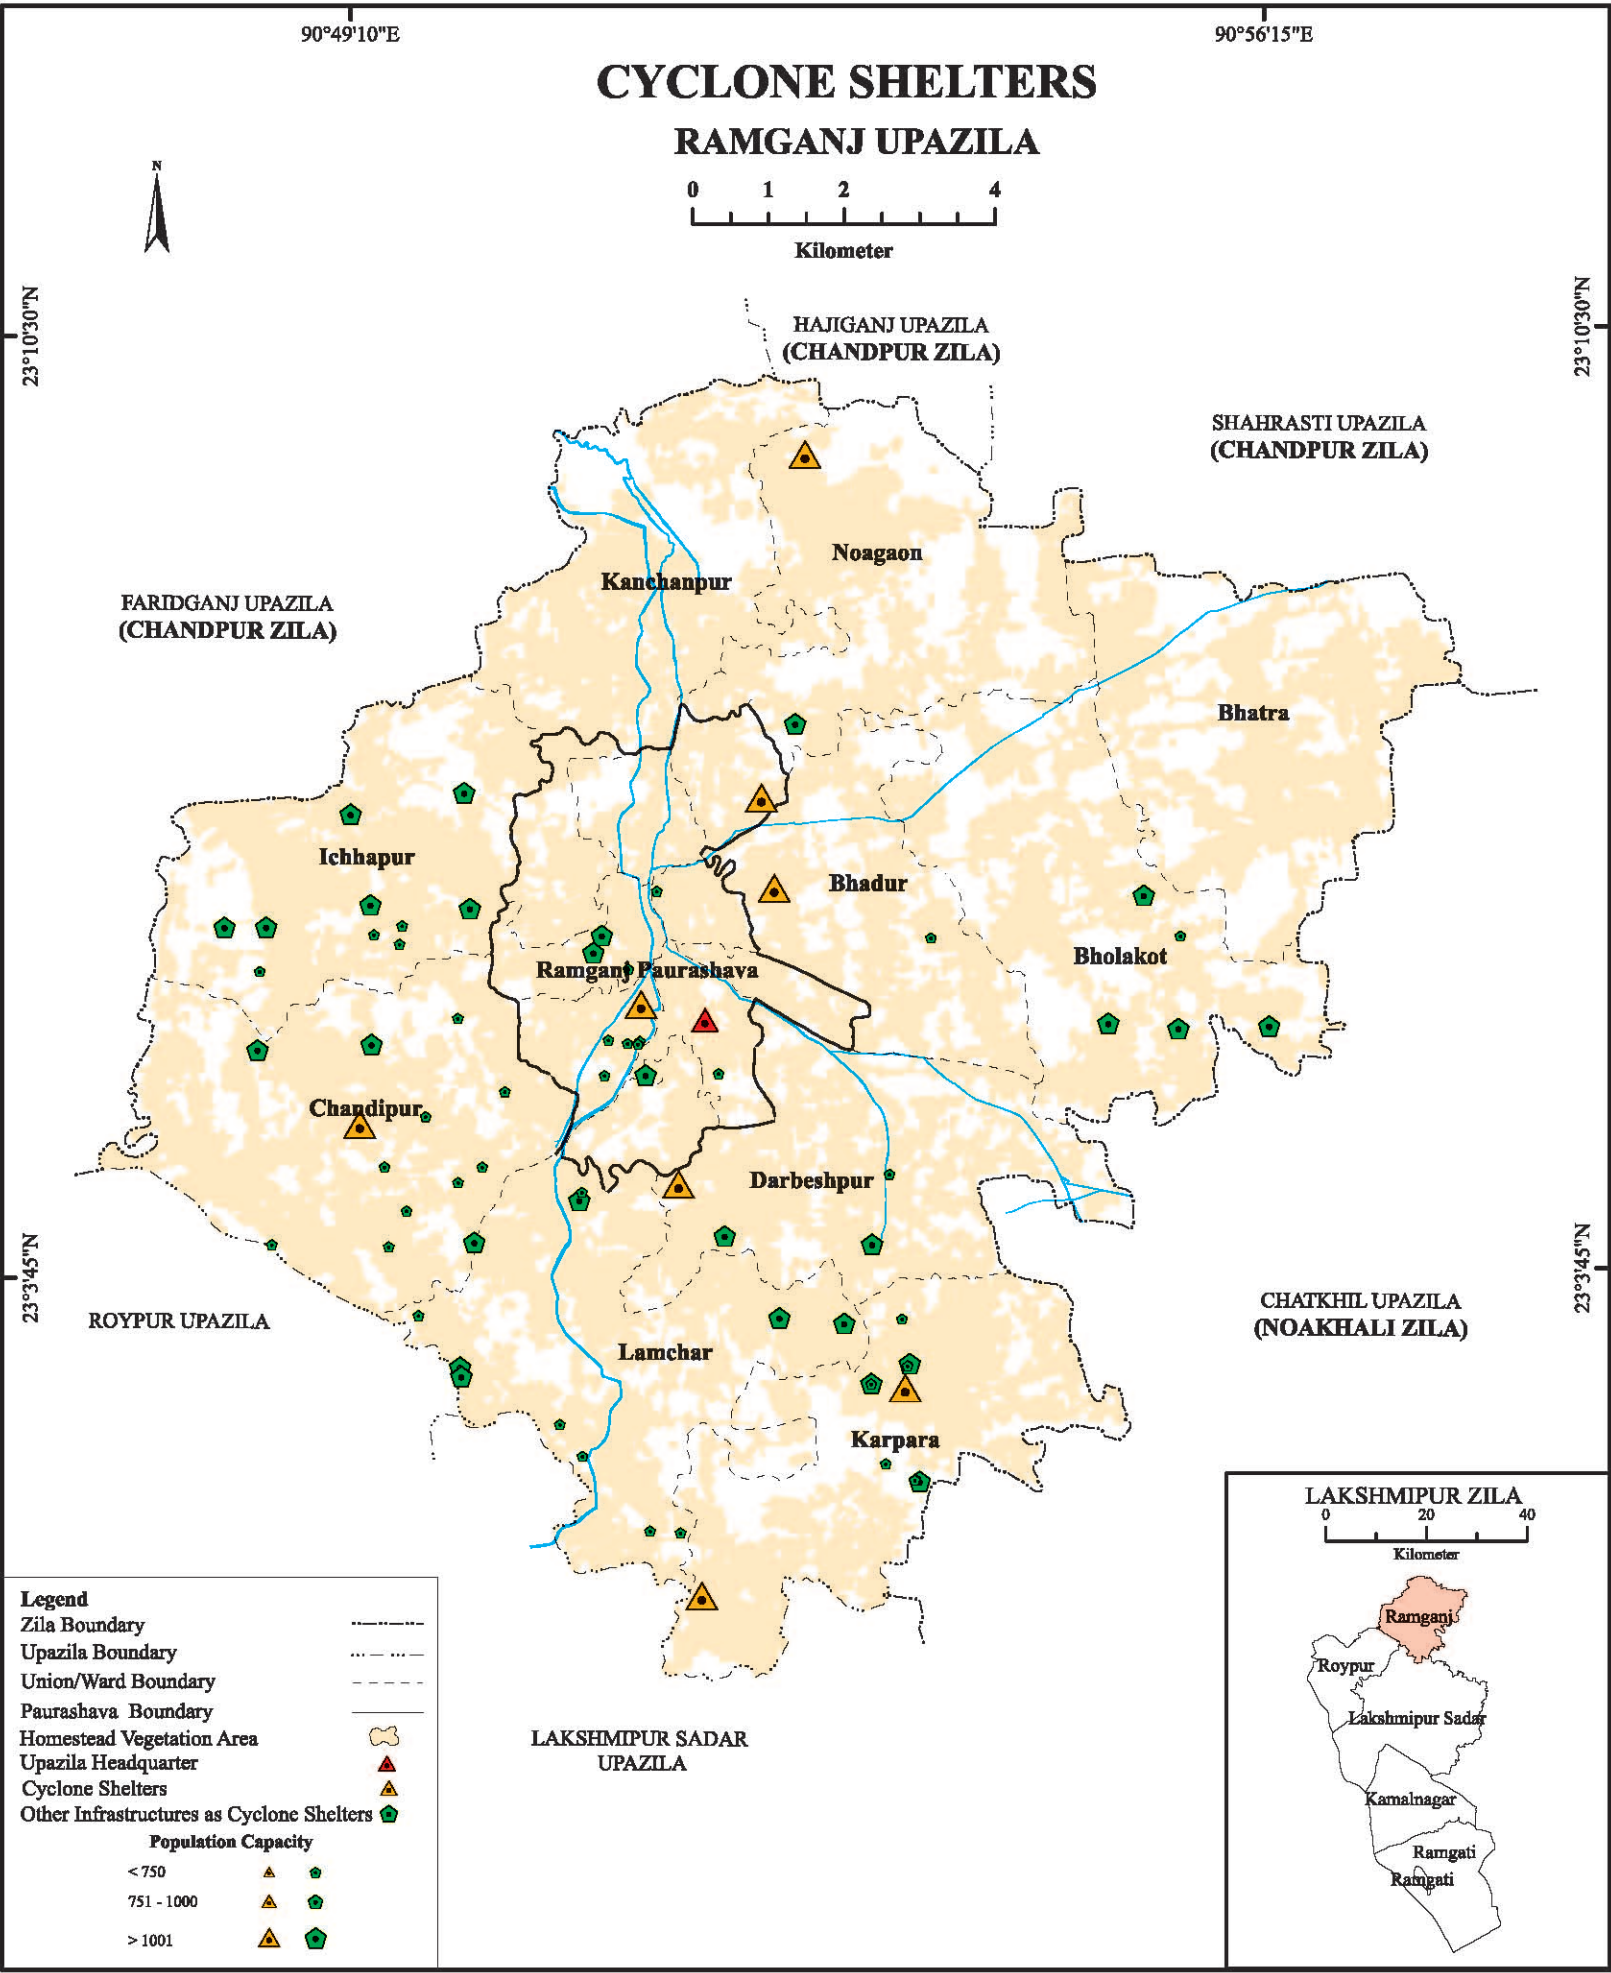 90°49'10"E
90°56'15"E
CYCLONE SHELTERS
RAMGANJ UPAZILA
N
0 1 2 4
Kilometer
23°10'30"N
23°10'30"N
HAJIGANJ UPAZILA
(CHANDPUR ZILA)
SHAHRASTI UPAZILA
(CHANDPUR ZILA)
Noagaon
Kanchanpur
FARIDGANJ UPAZILA
(CHANDPUR ZILA)
Bhatra
Ichhapur
Bhadur
Bholakot
Ramganj Paurashava
Chandipur
Darbeshpur
23°3'45"N
23°3'45"N
ROYPUR UPAZILA
CHATKHIL UPAZILA
(NOAKHALI ZILA)
Lamchar
Karpara
LAKSHMIPUR SADAR
UPAZILA
Legend
Zila Boundary
Upazila Boundary
Union/Ward Boundary
Paurashava Boundary
Homestead Vegetation Area
Upazila Headquarter
Cyclone Shelters
Other Infrastructures as Cyclone Shelters
Population Capacity
< 750
751 - 1000
> 1001
LAKSHMIPUR ZILA
0 20 40
Kilometer
Ramganj
Roypur
Lakshmipur Sadar
Kamalnagar
Ramgati
Ramgati